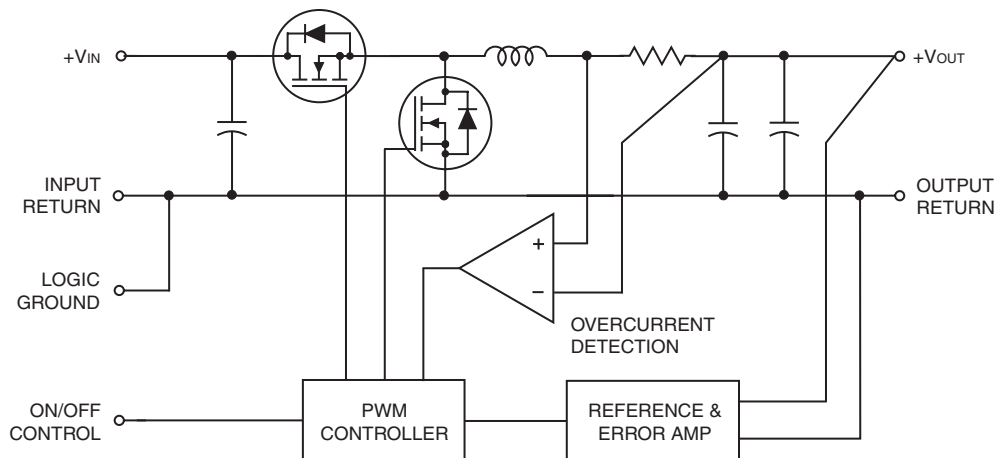 +VIN
+VOUT
INPUT
RETURN
OUTPUT
RETURN
LOGIC
GROUND
+
−
OVERCURRENT
DETECTION
ON/OFF
CONTROL
PWM
CONTROLLER
REFERENCE &
ERROR AMP